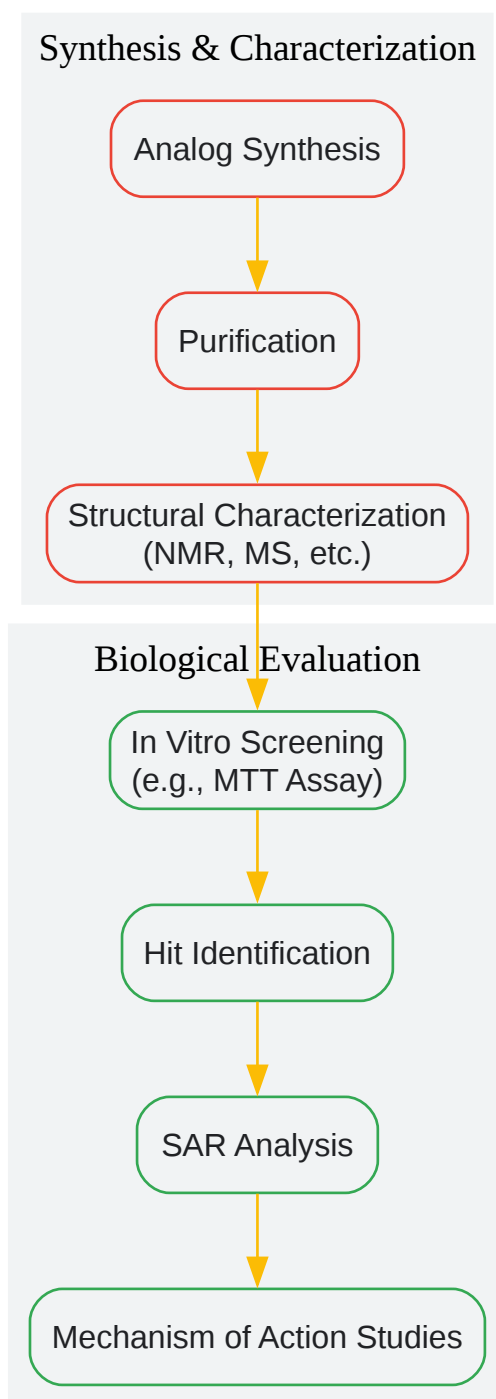 Synthesis & Characterization
Analog Synthesis
Purification
Structural Characterization
(NMR, MS, etc.)
Biological Evaluation
In Vitro Screening
(e.g., MTT Assay)
Hit Identification
SAR Analysis
Mechanism of Action Studies